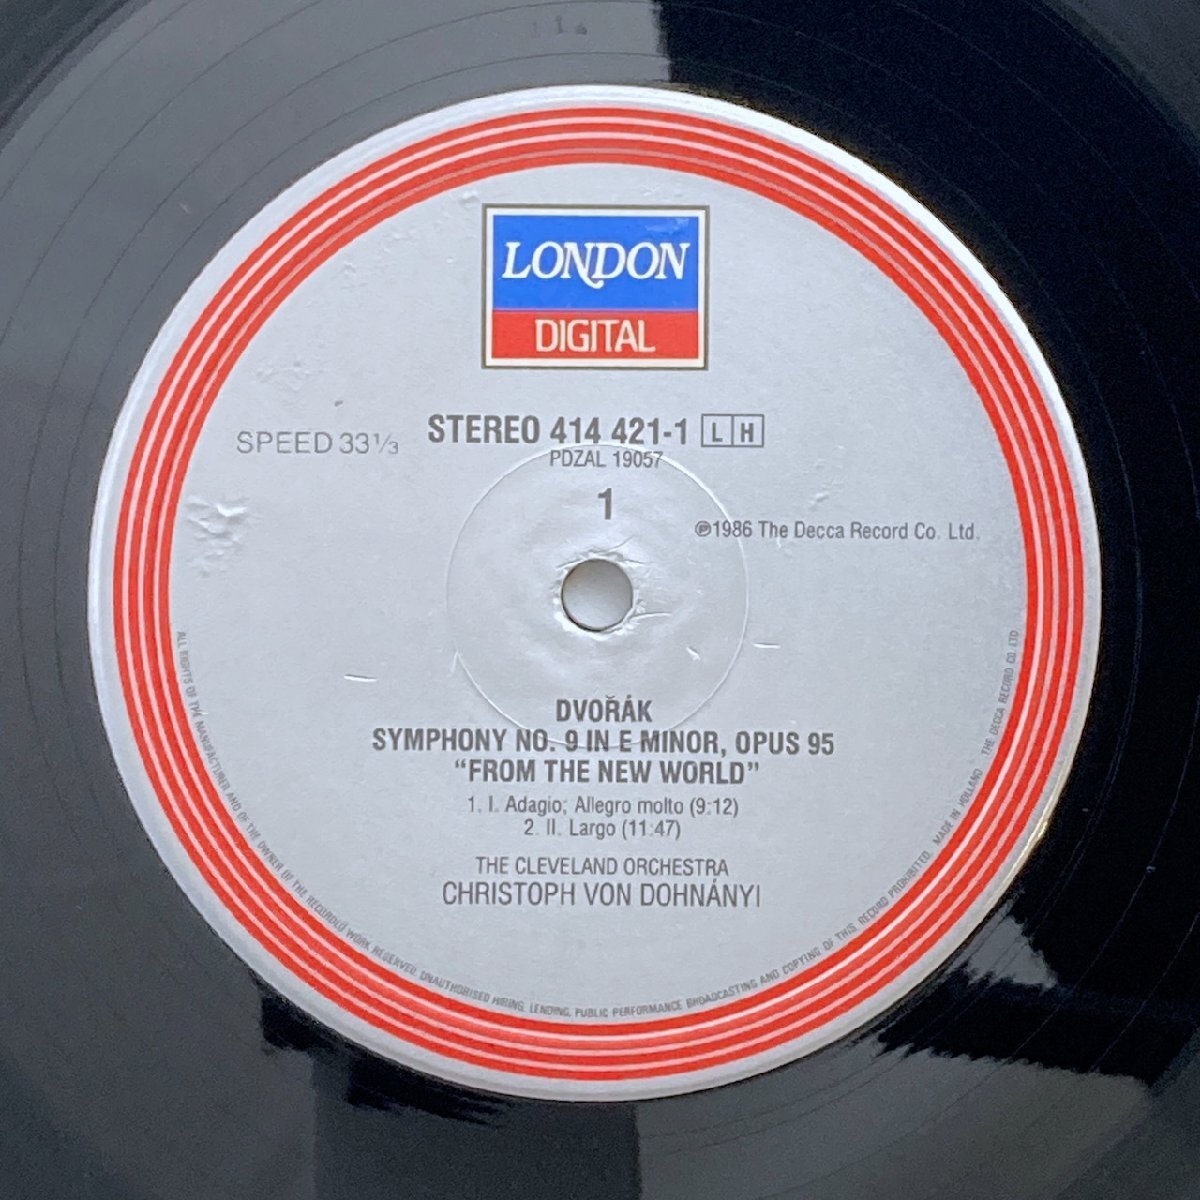 LONDON
DIGITAL
STEREO 414 421-1 L H
SPEED 33 1/3
PDZAL 19057
1
℗1986 The Decca Record Co. Ltd.
DVOŘÁK
SYMPHONY NO. 9 IN E MINOR, OPUS 95
“FROM THE NEW WORLD”
1. I. Adagio; Allegro molto (9:12)
2. II. Largo (11:47)
THE CLEVELAND ORCHESTRA
CHRISTOPH VON DOHNÁNYI
ALL RIGHTS OF THE MANUFACTURER AND OF THE OWNER OF THE RECORDED WORK RESERVED. UNAUTHORISED HIRING, LENDING, PUBLIC PERFORMANCE BROADCASTING AND COPYING OF THIS RECORD PROHIBITED. MADE IN HOLLAND THE DECCA RECORD CO. LTD